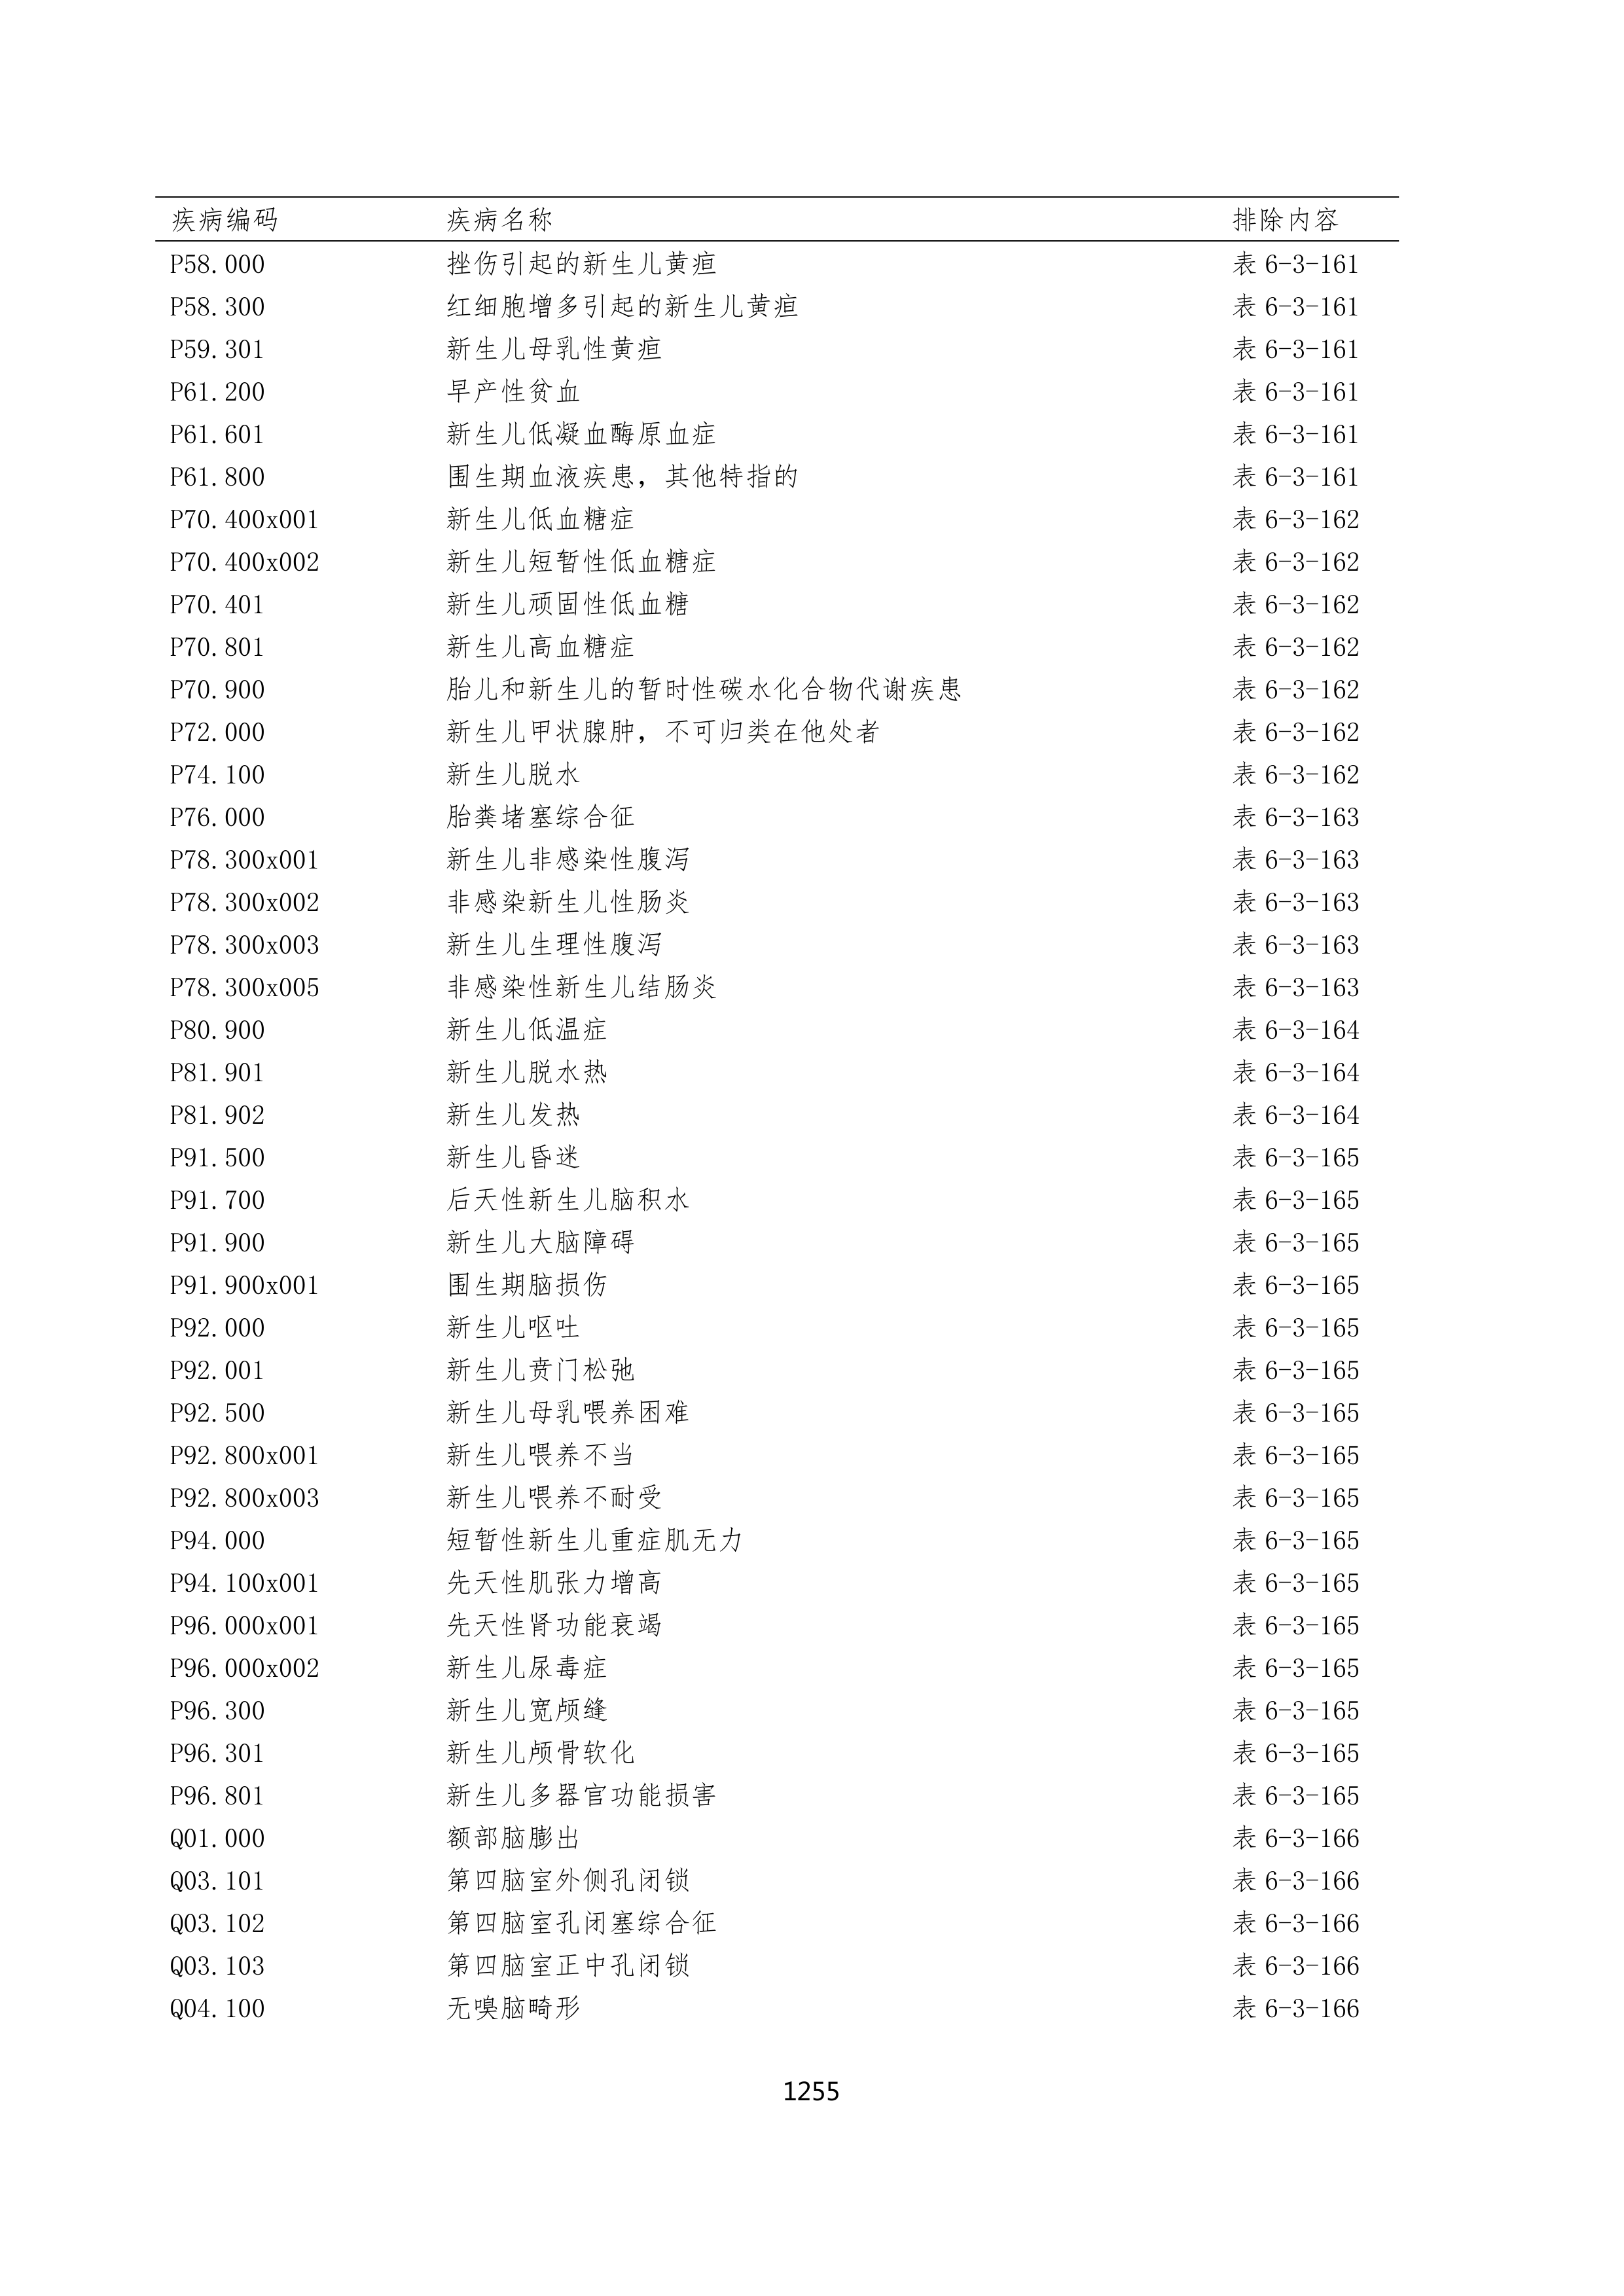 疾病编码 疾病名称 排除内容
P58.000 挫伤引起的新生儿黄疸 表 6-3-161
P58.300 红细胞增多引起的新生儿黄疸 表 6-3-161
P59.301 新生儿母乳性黄疸 表 6-3-161
P61.200 早产性贫血 表 6-3-161
P61.601 新生儿低凝血酶原血症 表 6-3-161
P61.800 围生期血液疾患，其他特指的 表 6-3-161
P70.400x001 新生儿低血糖症 表 6-3-162
P70.400x002 新生儿短暂性低血糖症 表 6-3-162
P70.401 新生儿顽固性低血糖 表 6-3-162
P70.801 新生儿高血糖症 表 6-3-162
P70.900 胎儿和新生儿的暂时性碳水化合物代谢疾患 表 6-3-162
P72.000 新生儿甲状腺肿，不可归类在他处者 表 6-3-162
P74.100 新生儿脱水 表 6-3-162
P76.000 胎粪堵塞综合征 表 6-3-163
P78.300x001 新生儿非感染性腹泻 表 6-3-163
P78.300x002 非感染新生儿性肠炎 表 6-3-163
P78.300x003 新生儿生理性腹泻 表 6-3-163
P78.300x005 非感染性新生儿结肠炎 表 6-3-163
P80.900 新生儿低温症 表 6-3-164
P81.901 新生儿脱水热 表 6-3-164
P81.902 新生儿发热 表 6-3-164
P91.500 新生儿昏迷 表 6-3-165
P91.700 后天性新生儿脑积水 表 6-3-165
P91.900 新生儿大脑障碍 表 6-3-165
P91.900x001 围生期脑损伤 表 6-3-165
P92.000 新生儿呕吐 表 6-3-165
P92.001 新生儿贲门松弛 表 6-3-165
P92.500 新生儿母乳喂养困难 表 6-3-165
P92.800x001 新生儿喂养不当 表 6-3-165
P92.800x003 新生儿喂养不耐受 表 6-3-165
P94.000 短暂性新生儿重症肌无力 表 6-3-165
P94.100x001 先天性肌张力增高 表 6-3-165
P96.000x001 先天性肾功能衰竭 表 6-3-165
P96.000x002 新生儿尿毒症 表 6-3-165
P96.300 新生儿宽颅缝 表 6-3-165
P96.301 新生儿颅骨软化 表 6-3-165
P96.801 新生儿多器官功能损害 表 6-3-165
Q01.000 额部脑膨出 表 6-3-166
Q03.101 第四脑室外侧孔闭锁 表 6-3-166
Q03.102 第四脑室孔闭塞综合征 表 6-3-166
Q03.103 第四脑室正中孔闭锁 表 6-3-166
Q04.100 无嗅脑畸形 表 6-3-166
1255